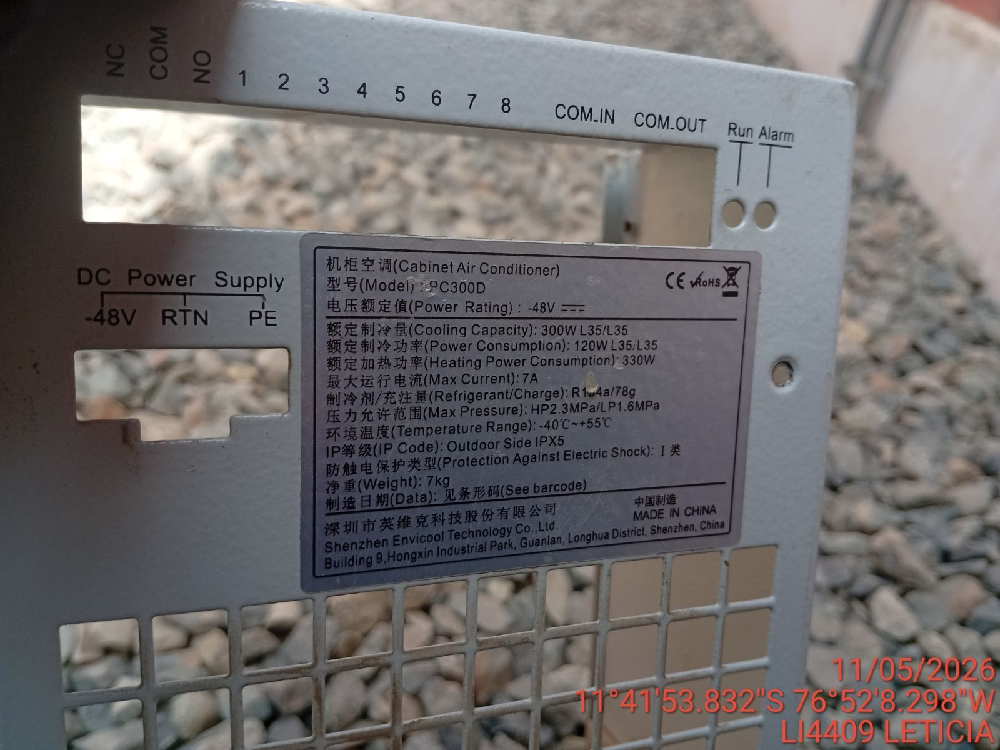 NC COM NO 1 2 3 4 5 6 7 8 COM_IN COM_OUT Run Alarm
DC Power Supply
-48V RTN PE
机柜空调(Cabinet Air Conditioner)
CE RoHS
型号(Model) : PC300D
电压额定值(Power Rating) : -48V
额定制冷量(Cooling Capacity): 300W L35/L35
额定制冷功率(Power Consumption): 120W L35/L35
额定加热功率(Heating Power Consumption): 330W
最大运行电流(Max Current): 7A
制冷剂/充注量(Refrigerant/Charge): R134a/78g
压力允许范围(Max Pressure): HP2.3MPa/LP1.6MPa
环境温度(Temperature Range): -40℃~+55℃
IP等级(IP Code): Outdoor Side IPX5
防触电保护类型(Protection Against Electric Shock): I 类
净重(Weight): 7kg
制造日期(Data): 见条形码(See barcode)
深圳市英维克科技股份有限公司
中国制造
MADE IN CHINA
Shenzhen Envicool Technology Co.,Ltd.
Building 9,Hongxin Industrial Park, Guanlan, Longhua District, Shenzhen, China
11/05/2026
11°41'53.832"S 76°52'8.298"W
LI4409 LETICIA